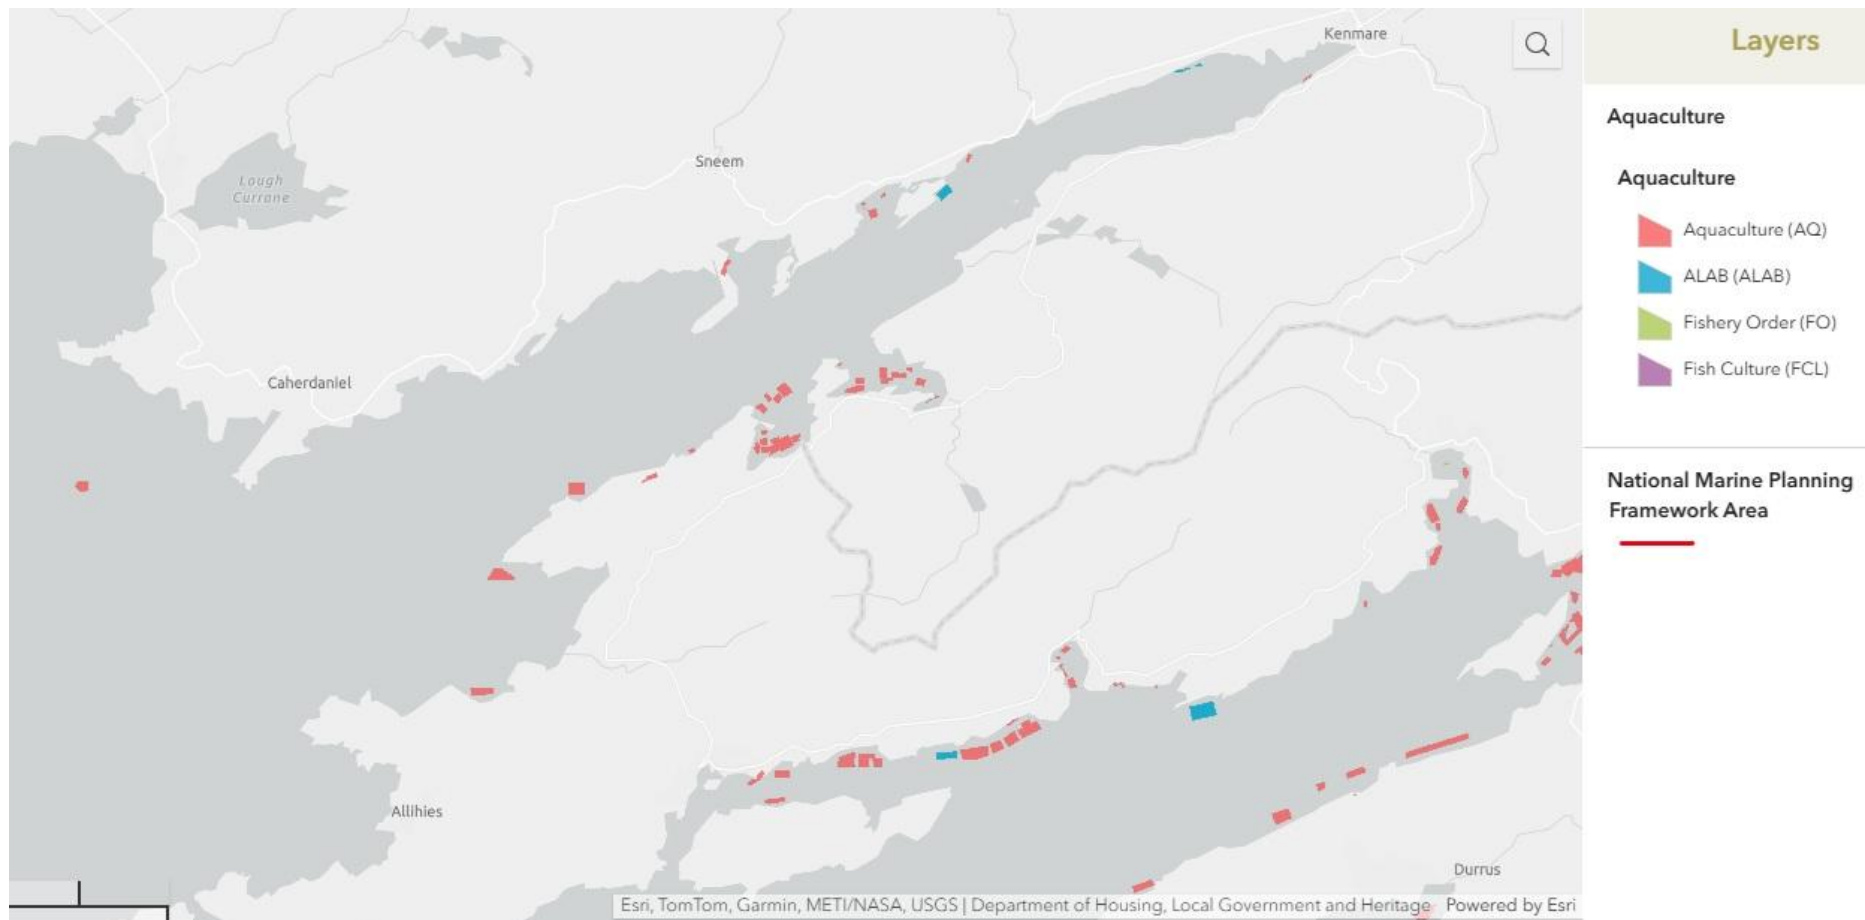 Kenmare
Sneem
Lough
Currane
Caherdaniel
Allihies
Durrus
Esri, TomTom, Garmin, METI/NASA, USGS | Department of Housing, Local Government and Heritage Powered by Esri
Layers
Aquaculture
Aquaculture
Aquaculture (AQ)
ALAB (ALAB)
Fishery Order (FO)
Fish Culture (FCL)
National Marine Planning
Framework Area